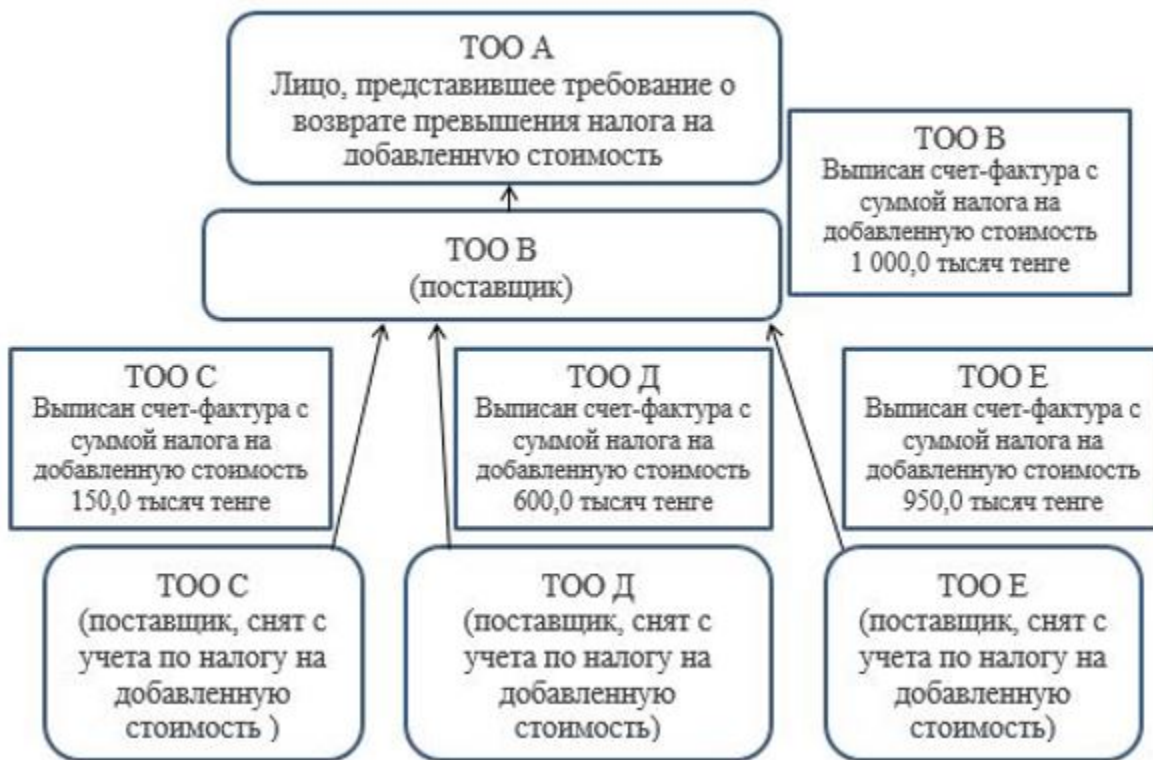 ТОО А
Лицо, представившее требование о
возврате превышения налога на
добавленную стоимость
ТОО В
Выписан счет-фактура с
суммой налога на
добавленную стоимость
1 000,0 тысяч тенге
ТОО В
(поставщик)
ТОО С
Выписан счет-фактура с
суммой налога на
добавленную стоимость
150,0 тысяч тенге
ТОО Д
Выписан счет-фактура с
суммой налога на
добавленную стоимость
600,0 тысяч тенге
ТОО Е
Выписан счет-фактура с
суммой налога на
добавленную стоимость
950,0 тысяч тенге
ТОО С
(поставщик, снят с
учета по налогу на
добавленную
стоимость )
ТОО Д
(поставщик, снят с
учета по налогу на
добавленную
стоимость)
ТОО Е
(поставщик, снят с
учета по налогу на
добавленную
стоимость)